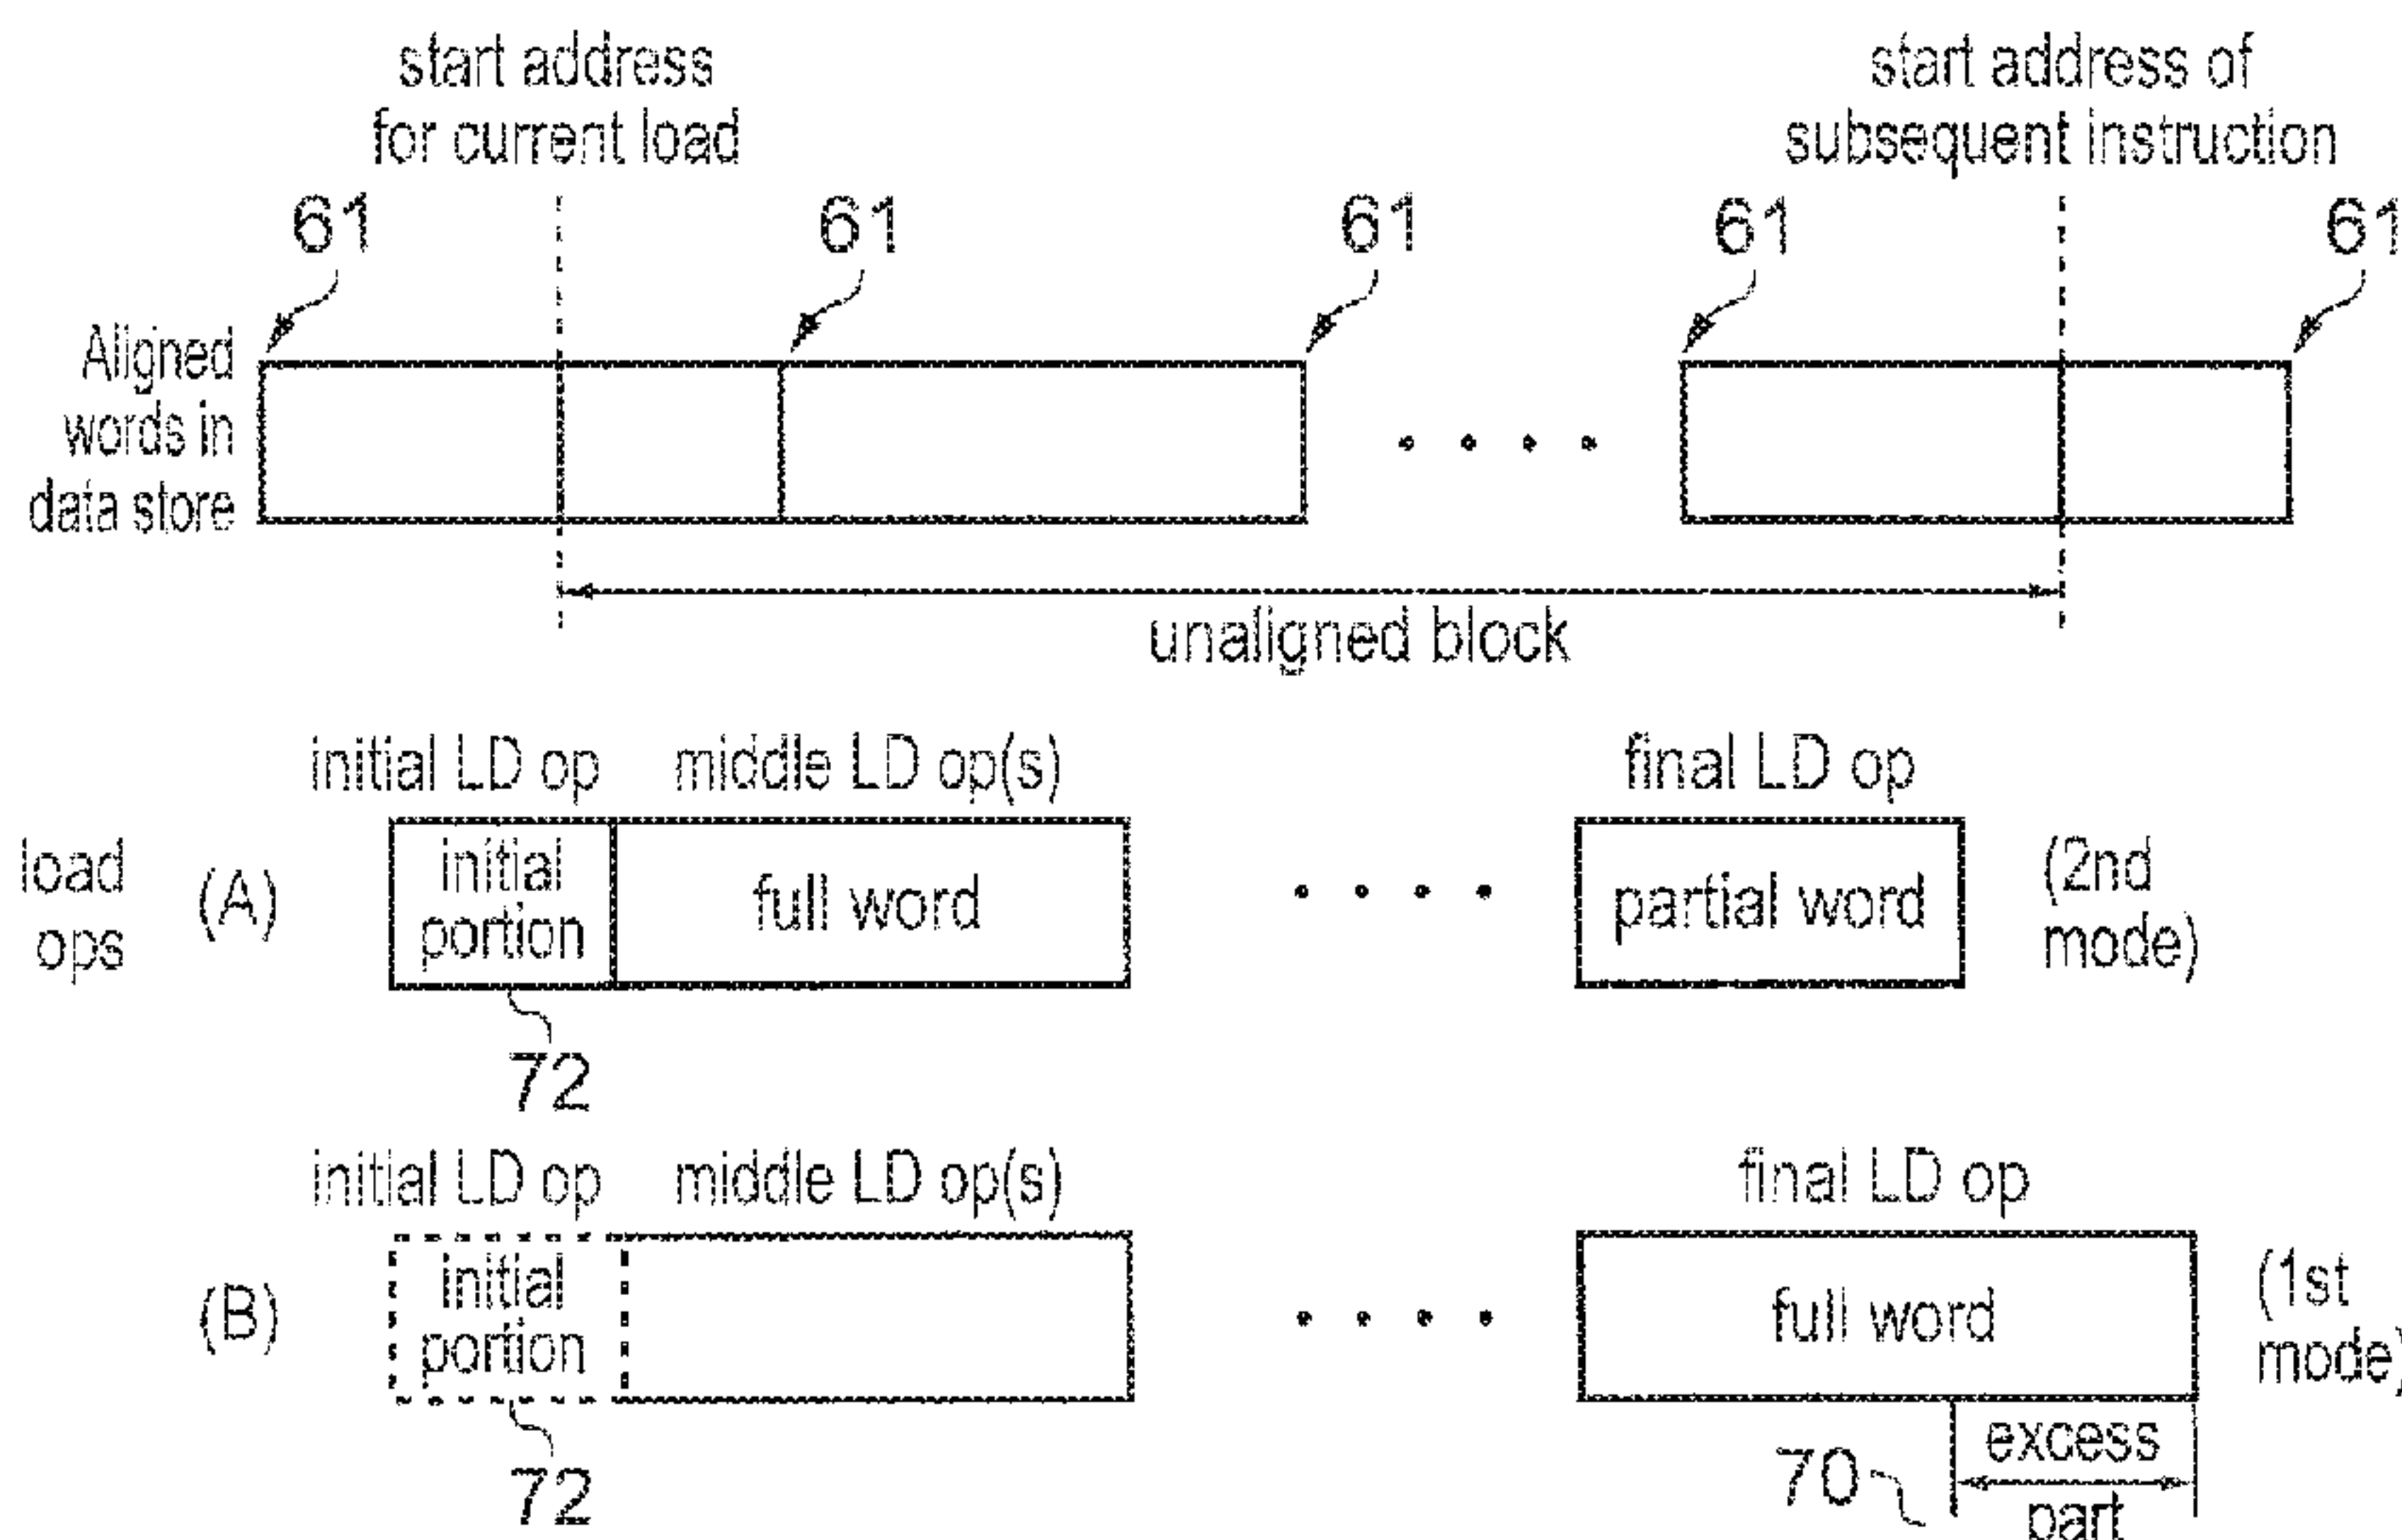 start address
for current load
start address of
subsequent instruction
61
61
61
61
61
Aligned
words in
data store
unaligned block
initial LD op
middle LD op(s)
final LD op
load
ops
(A)
initial
portion
full word
partial word
(2nd
mode)
72
initial LD op
middle LD op(s)
final LD op
(B)
initial
portion
full word
(1st
mode)
72
70
excess
part